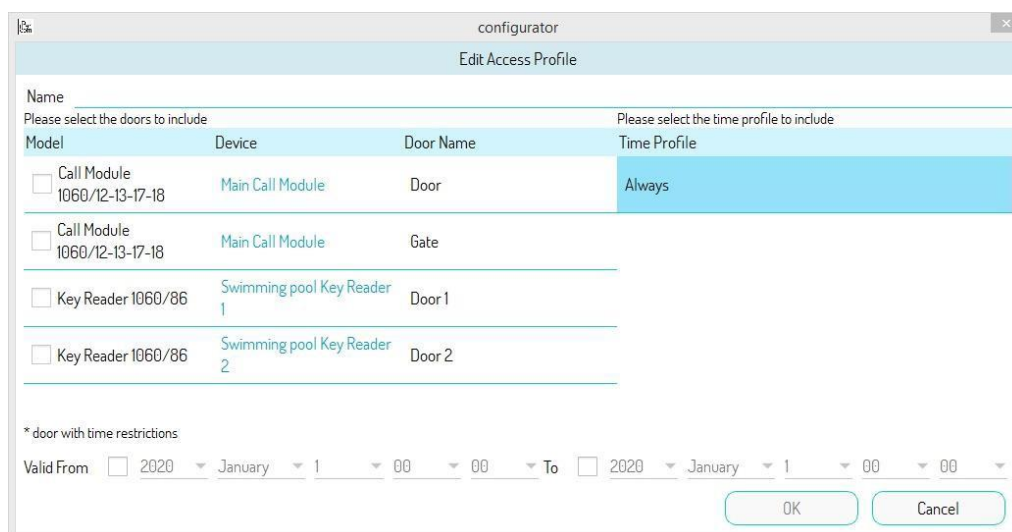 configurator
Edit Access Profile
Name
Please select the doors to include Please select the time profile to include
Model Device Door Name Time Profile
Call Module
1060/12-13-17-18 Main Call Module Door Always
Call Module
1060/12-13-17-18 Main Call Module Gate
Key Reader 1060/86 Swimming pool Key Reader
1 Door 1
Key Reader 1060/86 Swimming pool Key Reader
2 Door 2
* door with time restrictions
Valid From 2020 January 1 00 00 To 2020 January 1 00 00
OK Cancel